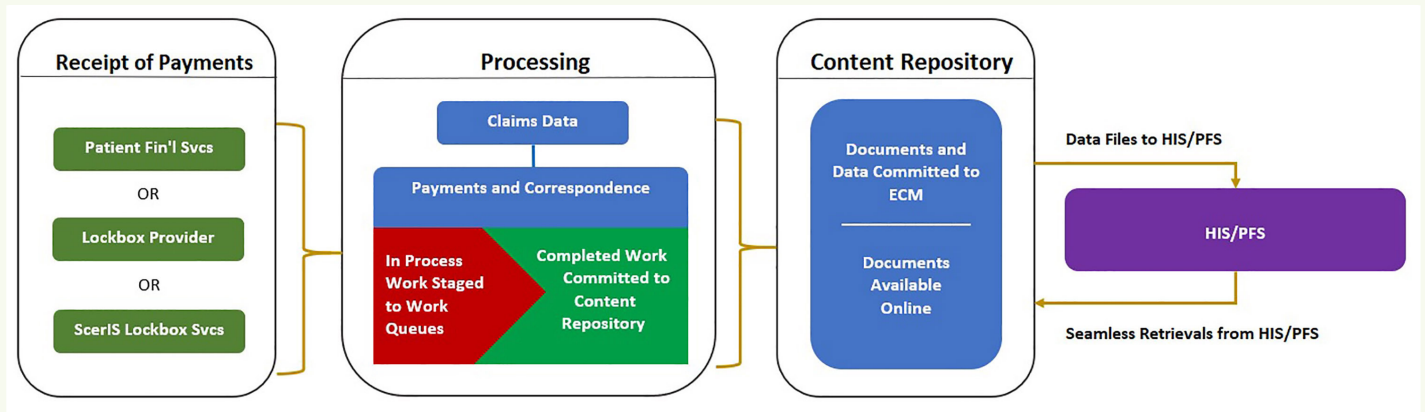 Receipt of Payments
Patient Fin'l Svcs
OR
Lockbox Provider
OR
ScerIS Lockbox Svcs
Processing
Claims Data
Payments and Correspondence
In Process
Work Staged
to Work
Queues
Completed Work
Committed to
Content
Repository
Content Repository
Documents and
Data Committed to
ECM
Documents
Available
Online
Data Files to HIS/PFS
HIS/PFS
Seamless Retrievals from HIS/PFS